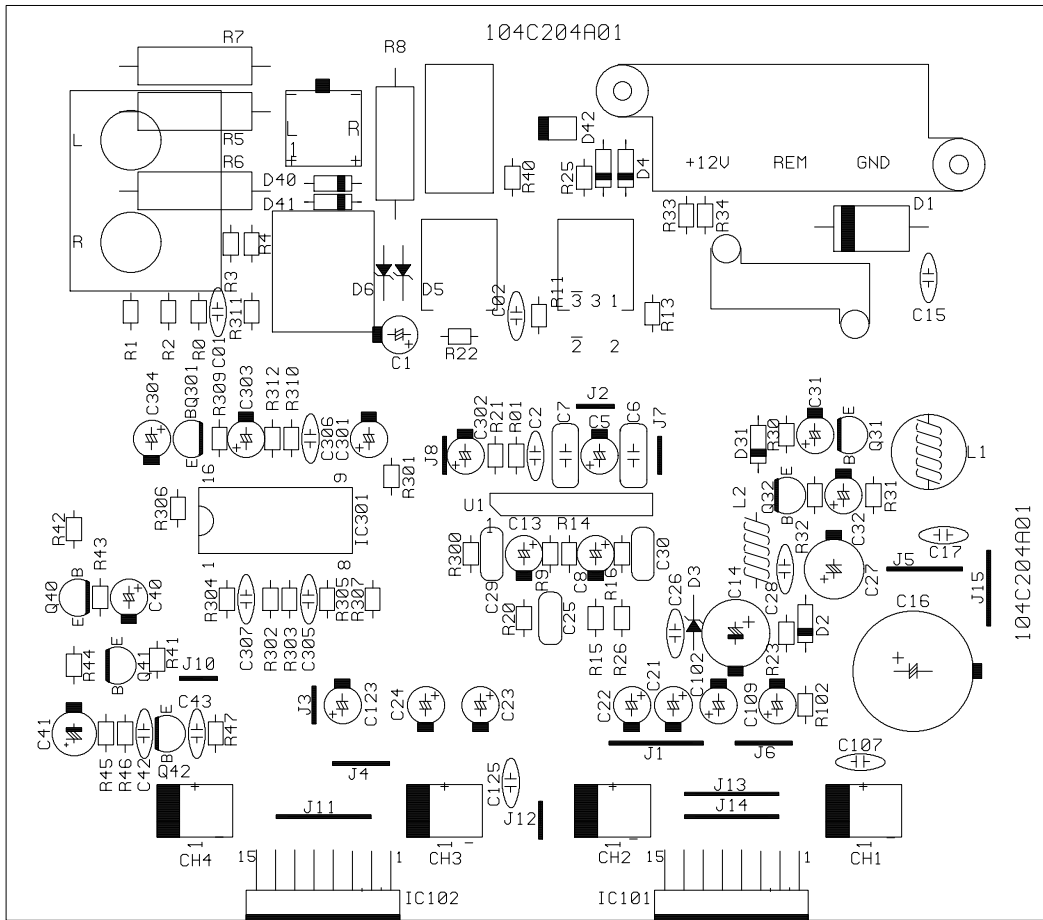 104C204A01
R7
R8
R5
L
L
R
1
D42
R6
D40
D41
R40
R25
D4
+12V
REM
GND
R33
R34
D1
R
R3
R4
D6
D5
C02
R11
3
3
1
2
2
R13
C15
R1
R2
R0
C01
R311
C1
R22
C304
BQ301
E
R309
C303
R312
R310
C306
C301
J8
C302
R21
R01
C2
C7
J2
C5
C6
J7
D31
R30
C31
E
B
Q31
L1
16
9
R301
R306
IC301
U1
L2
Q32
E
B
R32
C32
R31
R42
R43
1
8
R300
1
C13
R14
C30
C29
R9
C8
R16
C26
D3
C14
C28
C27
J5
C17
J15
104C204A01
Q40
B
E
C40
R304
C307
R302
R303
C305
R305
R307
R20
C25
R15
R26
C102
R23
D2
C16
R44
E
B
Q41
R41
J10
J3
C123
C24
C23
C22
C21
C109
R102
C41
R45
R46
C42
E
B
Q42
C43
R47
J4
C125
J1
J6
C107
J11
J12
J13
J14
+
1
-
CH4
+
1
-
CH3
+
1
-
CH2
+
1
-
CH1
15
1
IC102
15
1
IC101